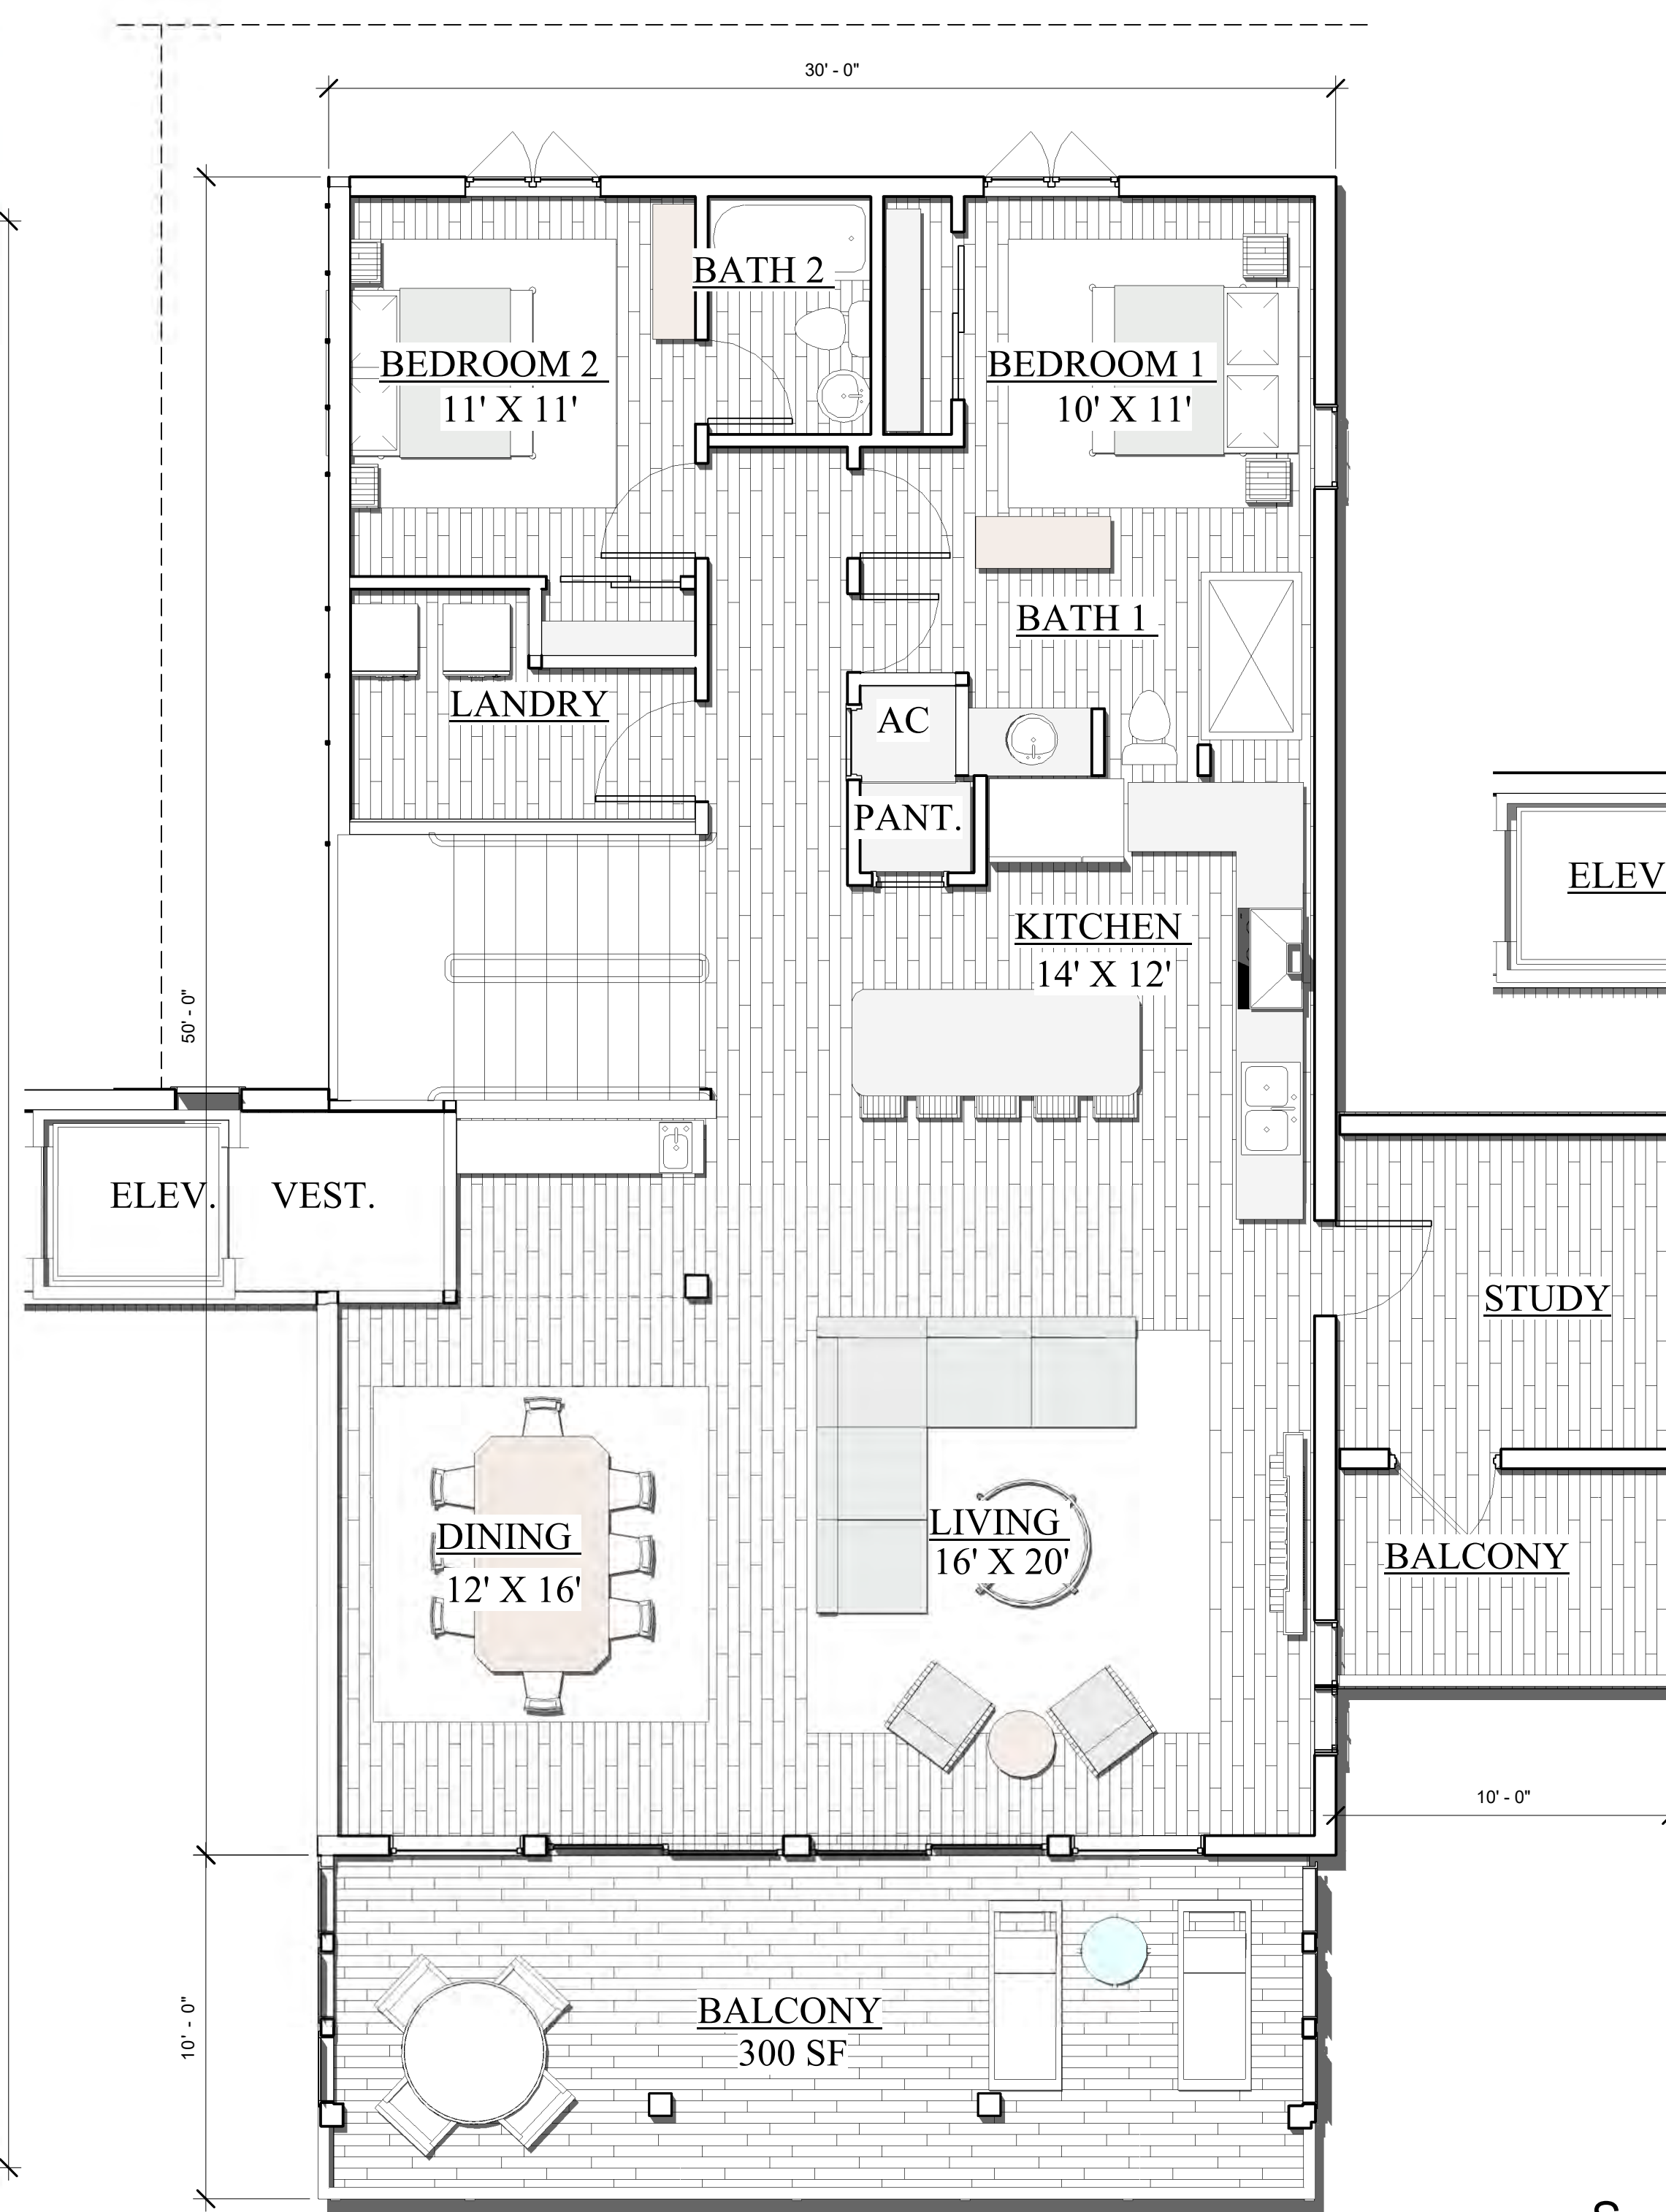 30' - 0"
BATH 2
BEDROOM 2
11' X 11'
BEDROOM 1
10' X 11'
BATH 1
LANDRY
AC
PANT.
ELEV
KITCHEN
14' X 12'
50' - 0"
ELEV.
VEST.
STUDY
DINING
12' X 16'
LIVING
16' X 20'
BALCONY
10' - 0"
BALCONY
300 SF
10' - 0"